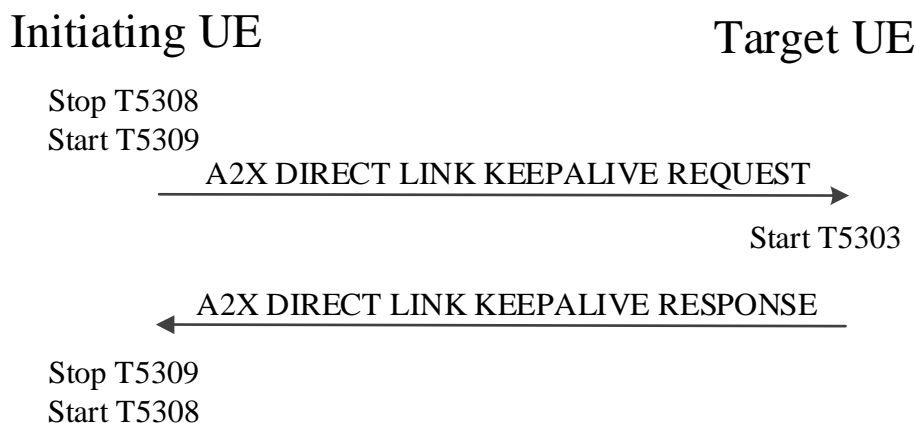 Initiating UE
Target UE
Stop T5308
Start T5309
A2X DIRECT LINK KEEPALIVE REQUEST
Start T5303
A2X DIRECT LINK KEEPALIVE RESPONSE
Stop T5309
Start T5308